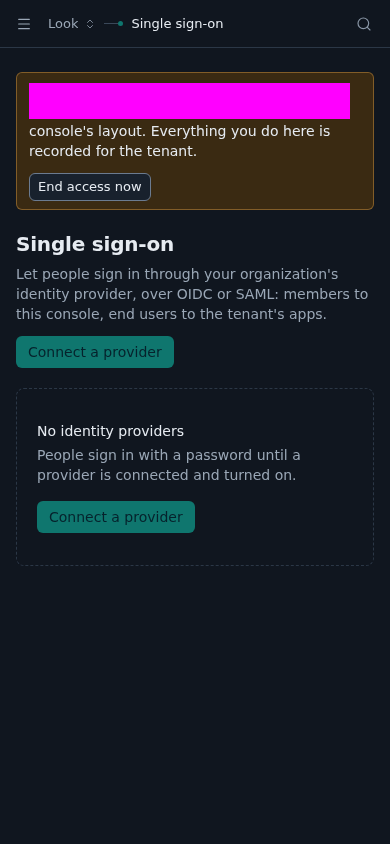 Look
Single sign-on
console's layout. Everything you do here is
recorded for the tenant.
End access now
Single sign-on
Let people sign in through your organization's
identity provider, over OIDC or SAML: members to
this console, end users to the tenant's apps.
Connect a provider
No identity providers
People sign in with a password until a
provider is connected and turned on.
Connect a provider